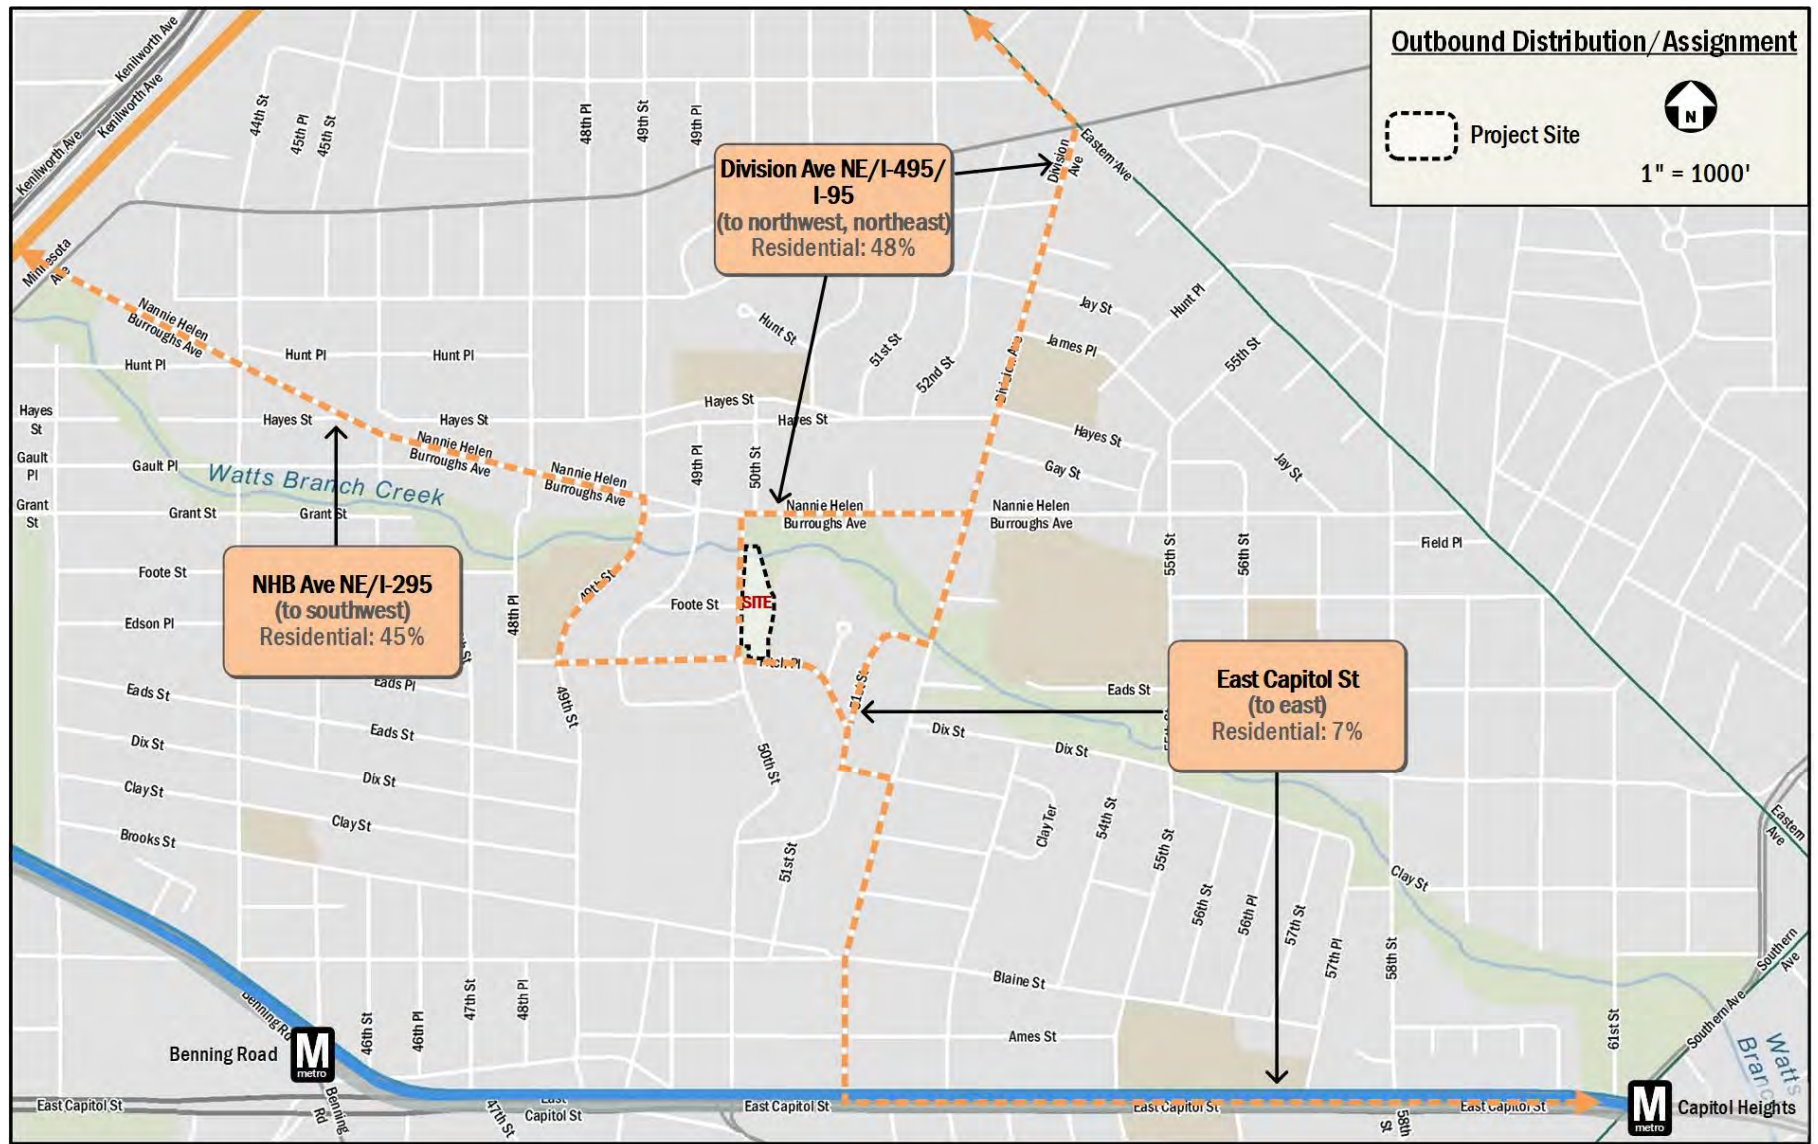 Outbound Distribution/Assignment
N
Project Site
1" = 1000'
Kenilworth Ave
Kenilworth Ave
Kenilworth Ave
Kenilworth Ave
44th St
45th Pl
45th St
48th Pl
49th St
49th Pl
Division Ave NE/I-495/
I-95
(to northwest, northeast)
Residential: 48%
Division
Ave
Eastern Ave
Minnesota
Ave
Nannie Helen
Burroughs Ave
Hunt Pl
Hunt Pl
Hunt Pl
Hunt St
51st St
52nd St
Division Ave
Jay St
James Pl
Hunt Pl
55th St
Hayes
St
Hayes St
Hayes St
Hayes St
Hayes St
Hayes St
Gay St
Jay St
Gault
Pl
Gault Pl
Watts Branch Creek
Nannie Helen
Burroughs Ave
Nannie Helen
Burroughs Ave
49th Pl
50th St
Nannie Helen
Burroughs Ave
Nannie Helen
Burroughs Ave
Grant
St
Grant St
Grant St
Field Pl
55th St
56th St
Foote St
NHB Ave NE/I-295
(to southwest)
Residential: 45%
48th Pl
49th St
Foote St
SITE
Edson Pl
Fitch Pl
East Capitol St
(to east)
Residential: 7%
Eads St
Eads Pl
49th St
51st St
Eads St
Eads St
Dix St
Dix St
Dix St
Dix St
50th St
Clay St
Clay St
Clay Ter
54th St
55th St
Brooks St
51st St
56th St
56th Pl
57th St
57th Pl
58th St
Clay St
Eastern
Ave
Southern
Ave
Southern Ave
61st St
Blaine St
Ames St
Benning Rd
46th St
46th Pl
47th St
48th Pl
Benning Road
M
metro
Benning
Rd
East Capitol St
47th St
East
Capitol St
East Capitol St
East Capitol St
58th
St
East Capitol St
M
metro
Capitol Heights
Watts
Branc